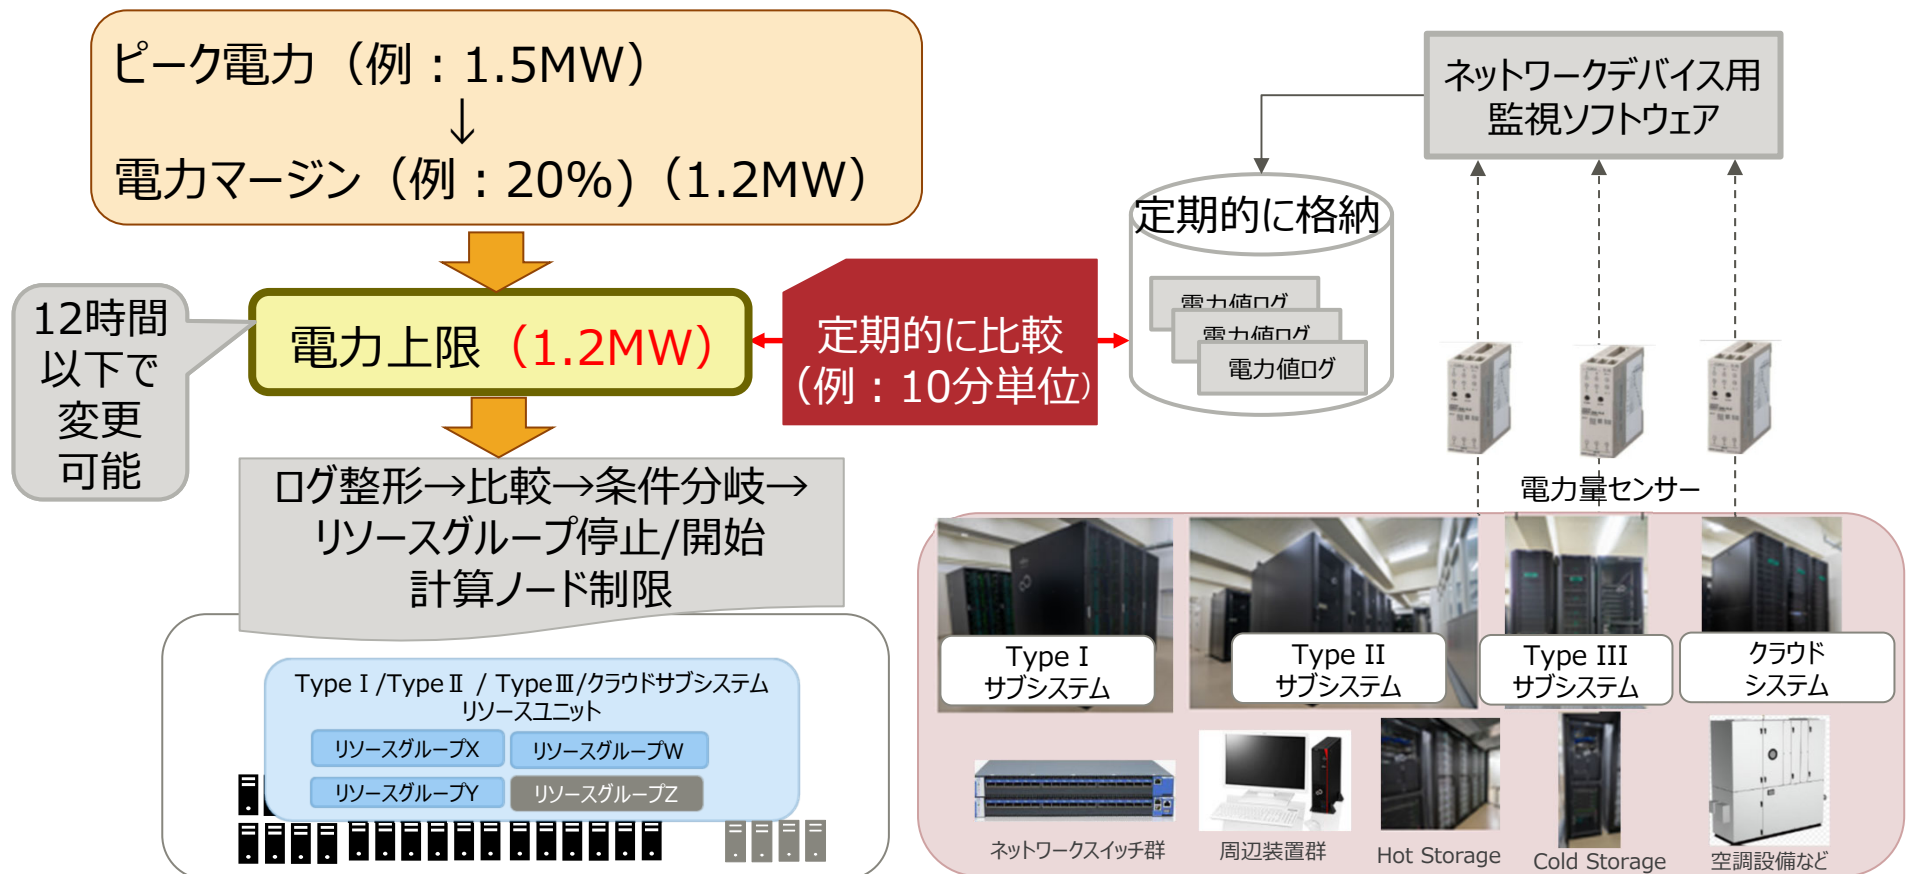 ピーク電力（例：1.5MW）
↓
電力マージン（例：20%)（1.2MW）
12時間
以下で
変更
可能
電力上限（1.2MW）
定期的に比較
（例：10分単位）
ネットワークデバイス用
監視ソフトウェア
定期的に格納
電力値ログ
電力値ログ
電力値ログ
ログ整形→比較→条件分岐→
リソースグループ停止/開始
計算ノード制限
TypeⅠ/TypeⅡ / TypeⅢ/クラウドサブシステム
リソースユニット
リソースグループX
リソースグループW
リソースグループY
リソースグループZ
電力量センサー
Type I
サブシステム
Type II
サブシステム
Type III
サブシステム
クラウド
システム
ネットワークスイッチ群
周辺装置群
Hot Storage
Cold Storage
空調設備など